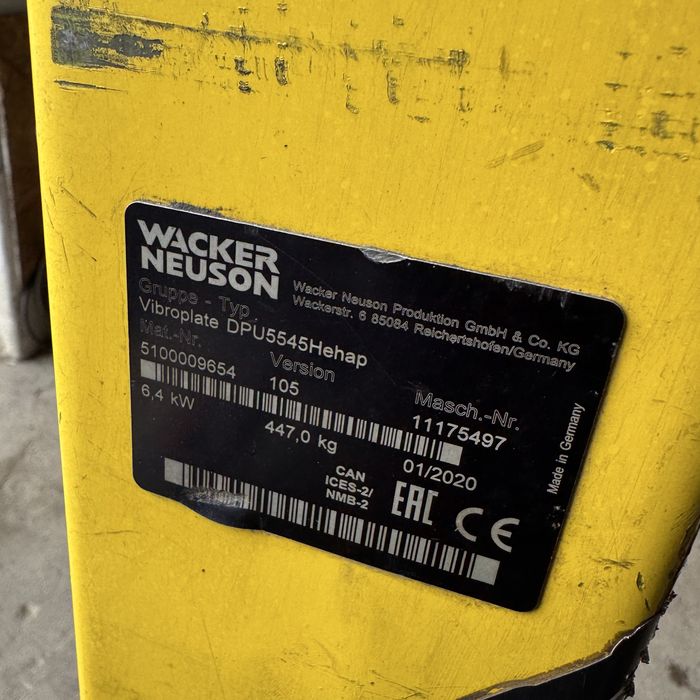 WACKER
NEUSON
Wacker Neuson Produktion GmbH & Co. KG
Wackerstr. 6 85084 Reichertshofen/Germany
Gruppe - Typ
Vibroplate DPU5545Hehap
Mat.-Nr.
Version
Masch.-Nr.
5100009654
105
11175497
6,4 kW
447,0 kg
01/2020
CAN
ICES-2/
NMB-2
EAC
CE
Made in Germany